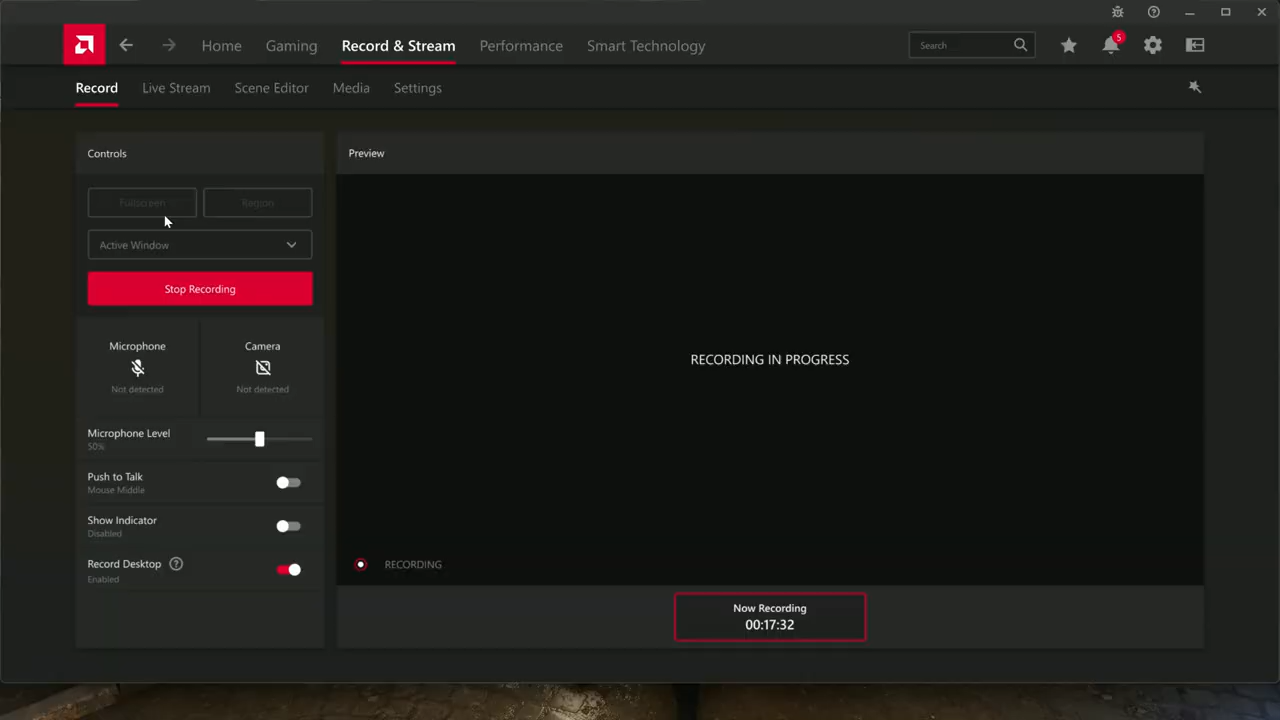 Home
Gaming
Record & Stream
Performance
Smart Technology
Search
5
Record
Live Stream
Scene Editor
Media
Settings
Controls
Preview
Fullscreen
Region
Active Window
Stop Recording
Microphone
Camera
Not detected
Not detected
RECORDING IN PROGRESS
Microphone Level
50%
Push to Talk
Mouse Middle
Show Indicator
Disabled
Record Desktop
Enabled
RECORDING
Now Recording
00:17:32